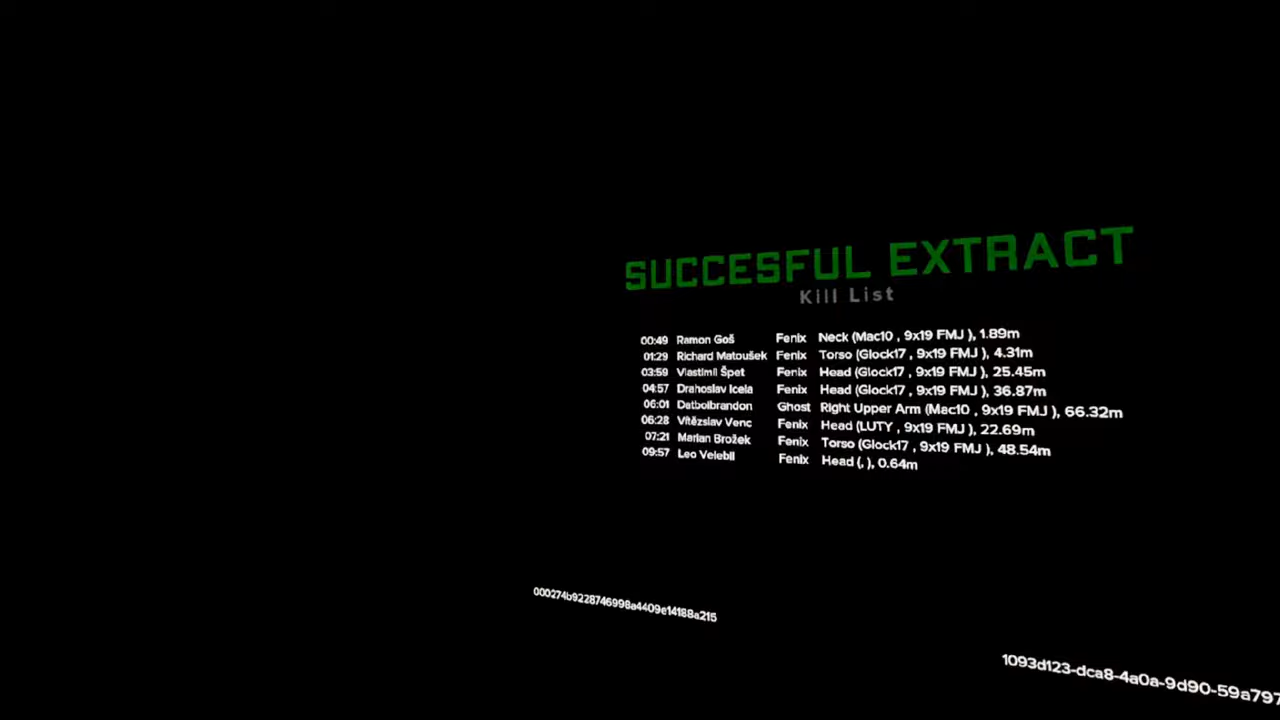 SUCCESFUL EXTRACT
Kill List
00:49 Ramon Goš Fenix Neck (Mac10 , 9x19 FMJ ), 1.89m
01:29 Richard Matoušek Fenix Torso (Glock17 , 9x19 FMJ ), 4.31m
03:59 Vlastimil Špet Fenix Head (Glock17 , 9x19 FMJ ), 25.45m
04:57 Drahoslav Icela Fenix Head (Glock17 , 9x19 FMJ ), 36.87m
06:01 Datboibrandon Ghost Right Upper Arm (Mac10 , 9x19 FMJ ), 66.32m
06:28 Vítězslav Venc Fenix Head (LUTY , 9x19 FMJ ), 22.69m
07:21 Marian Brožek Fenix Torso (Glock17 , 9x19 FMJ ), 48.54m
09:57 Leo Velebil Fenix Head (, ), 0.64m
000274b9228746998a4409e14188a215
1093d123-dca8-4a0a-9d90-59a797